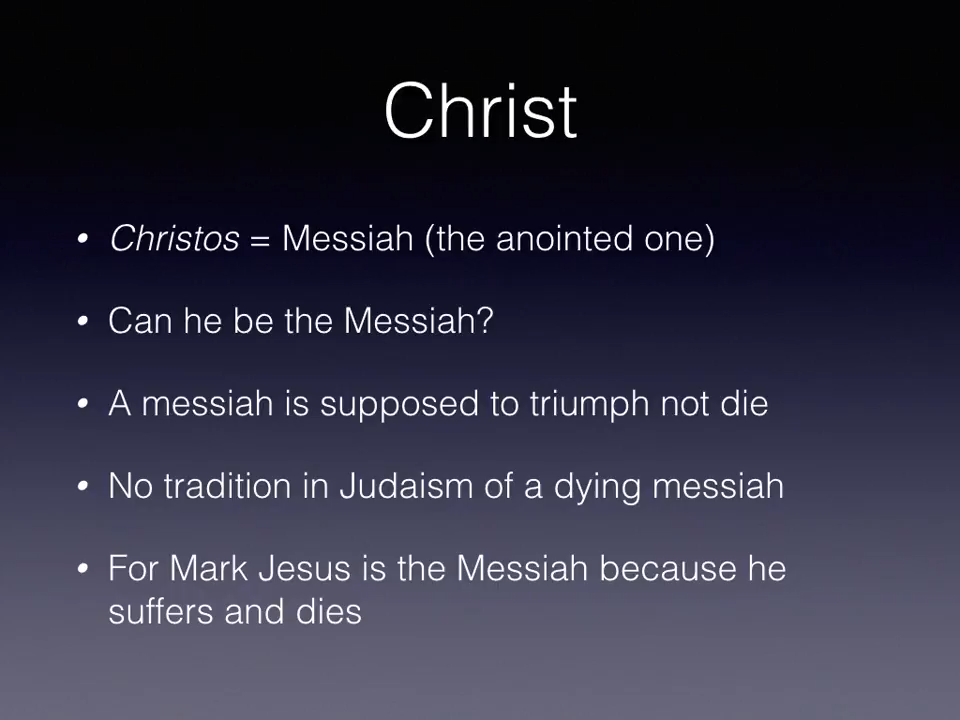 Christ
• Christos = Messiah (the anointed one)
• Can he be the Messiah?
• A messiah is supposed to triumph not die
• No tradition in Judaism of a dying messiah
• For Mark Jesus is the Messiah because he
suffers and dies